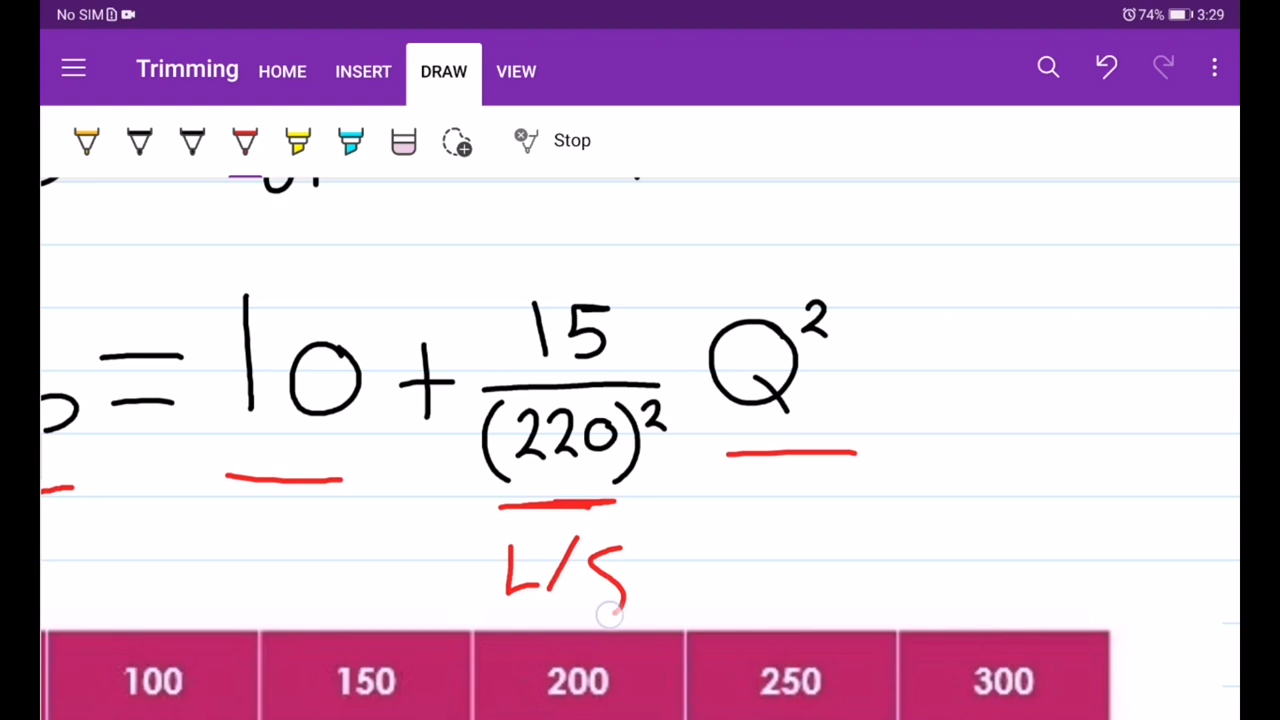 No SIM 74% 3:29
Trimming HOME INSERT DRAW VIEW
Stop
= 10 + 15/(220)² Q²
L/S
100 150 200 250 300